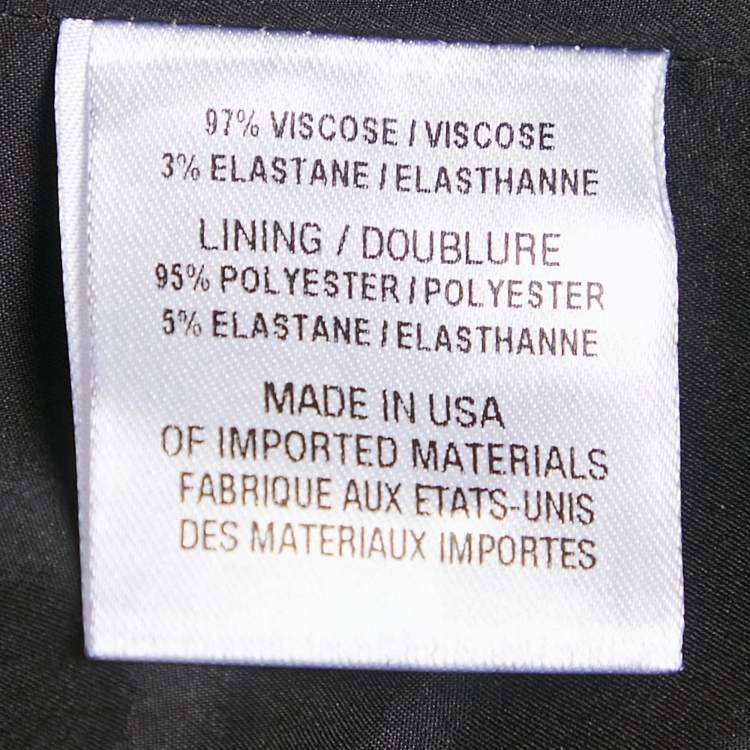 97% VISCOSE / VISCOSE
3% ELASTANE / ELASTHANNE
LINING / DOUBLURE
95% POLYESTER / POLYESTER
5% ELASTANE / ELASTHANNE
MADE IN USA
OF IMPORTED MATERIALS
FABRIQUE AUX ETATS-UNIS
DES MATERIAUX IMPORTES